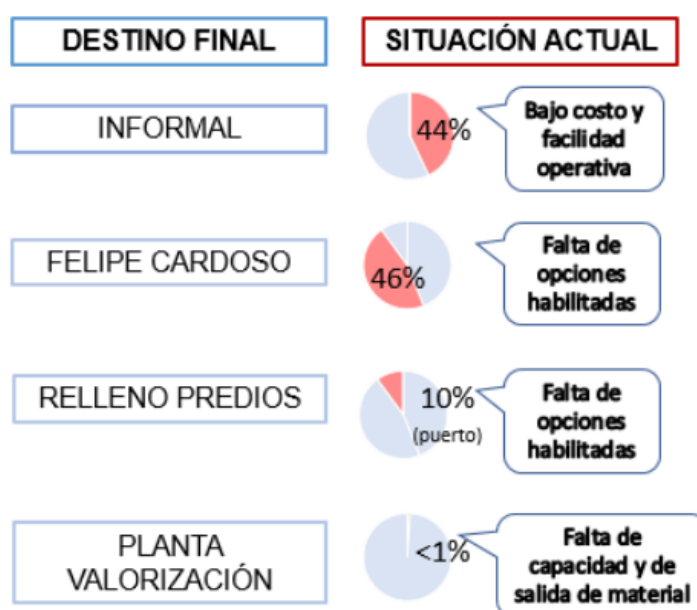 DESTINO FINAL
SITUACIÓN ACTUAL
INFORMAL
44%
Bajo costo y
facilidad
operativa
FELIPE CARDOSO
46%
Falta de
opciones
habilitadas
RELLENO PREDIOS
10%
(puerto)
Falta de
opciones
habilitadas
PLANTA
VALORIZACIÓN
<1%
Falta de
capacidad y de
salida de material